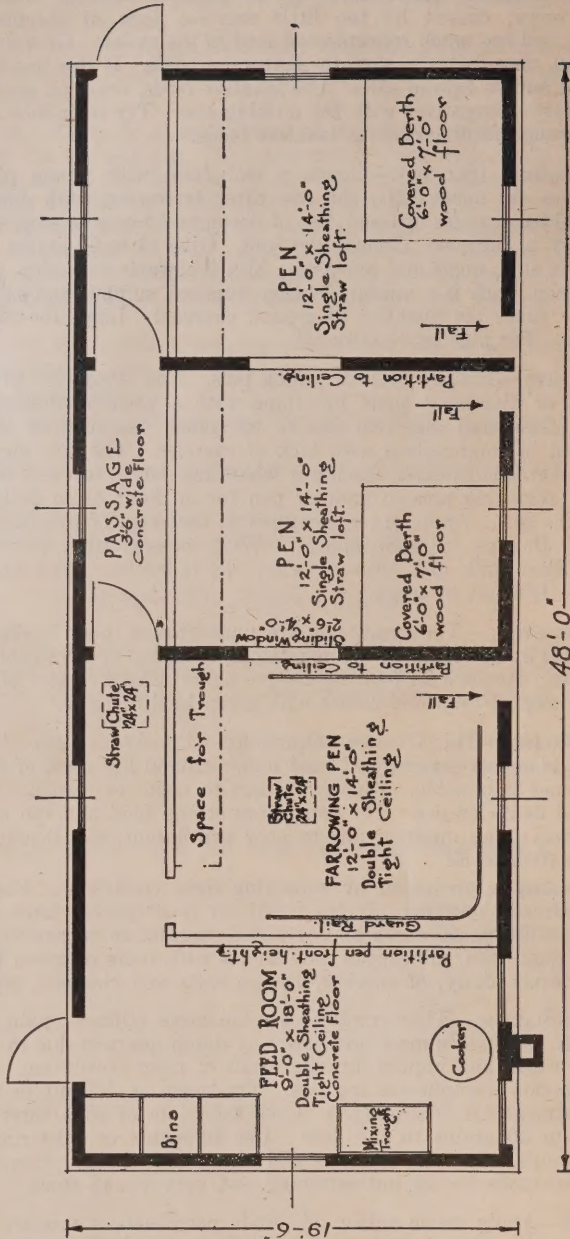 Straw Chute
24"x24"
PASSAGE
3'-6" wide
Concrete Floor
Space for Trough
Bins
FEED ROOM
9'-0" x 18'-0"
Double Sheathing
Tight Ceiling
Concrete Floor
Mixing
Trough
Cooker
Partition pen front height
Guard Rail
Straw
Chute
24"x24"
FARROWING PEN
12'-0" x 14'-0"
Double Sheathing
Tight Ceiling
Fall
Partition to Ceiling
Sliding Window
2'-6" x 4'-0"
PEN
12'-0" x 14'-0"
Single Sheathing
Straw loft.
Covered Berth
6'-0" x 7'-0"
wood floor
Fall
Partition to Ceiling.
PEN
12'-0" x 14'-0"
Single Sheathing
Straw loft.
Fall
Covered Berth
6'-0" x 7'-0"
wood floor
19'-6"
48'-0"